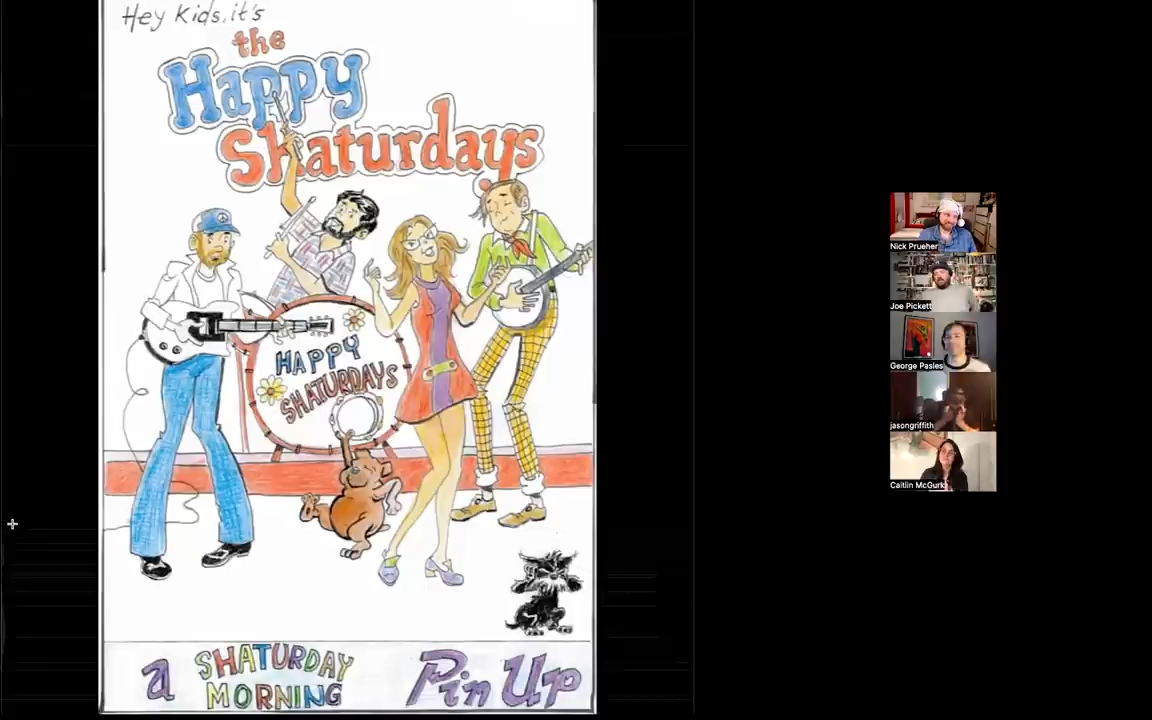 Hey Kids, it's
the
Happy
Shaturdays
HAPPY
SHATURDAYS
a SHATURDAY MORNING Pin Up
Nick Prueher
Joe Pickett
George Pasles
jasongriffith
Caitlin McGurk